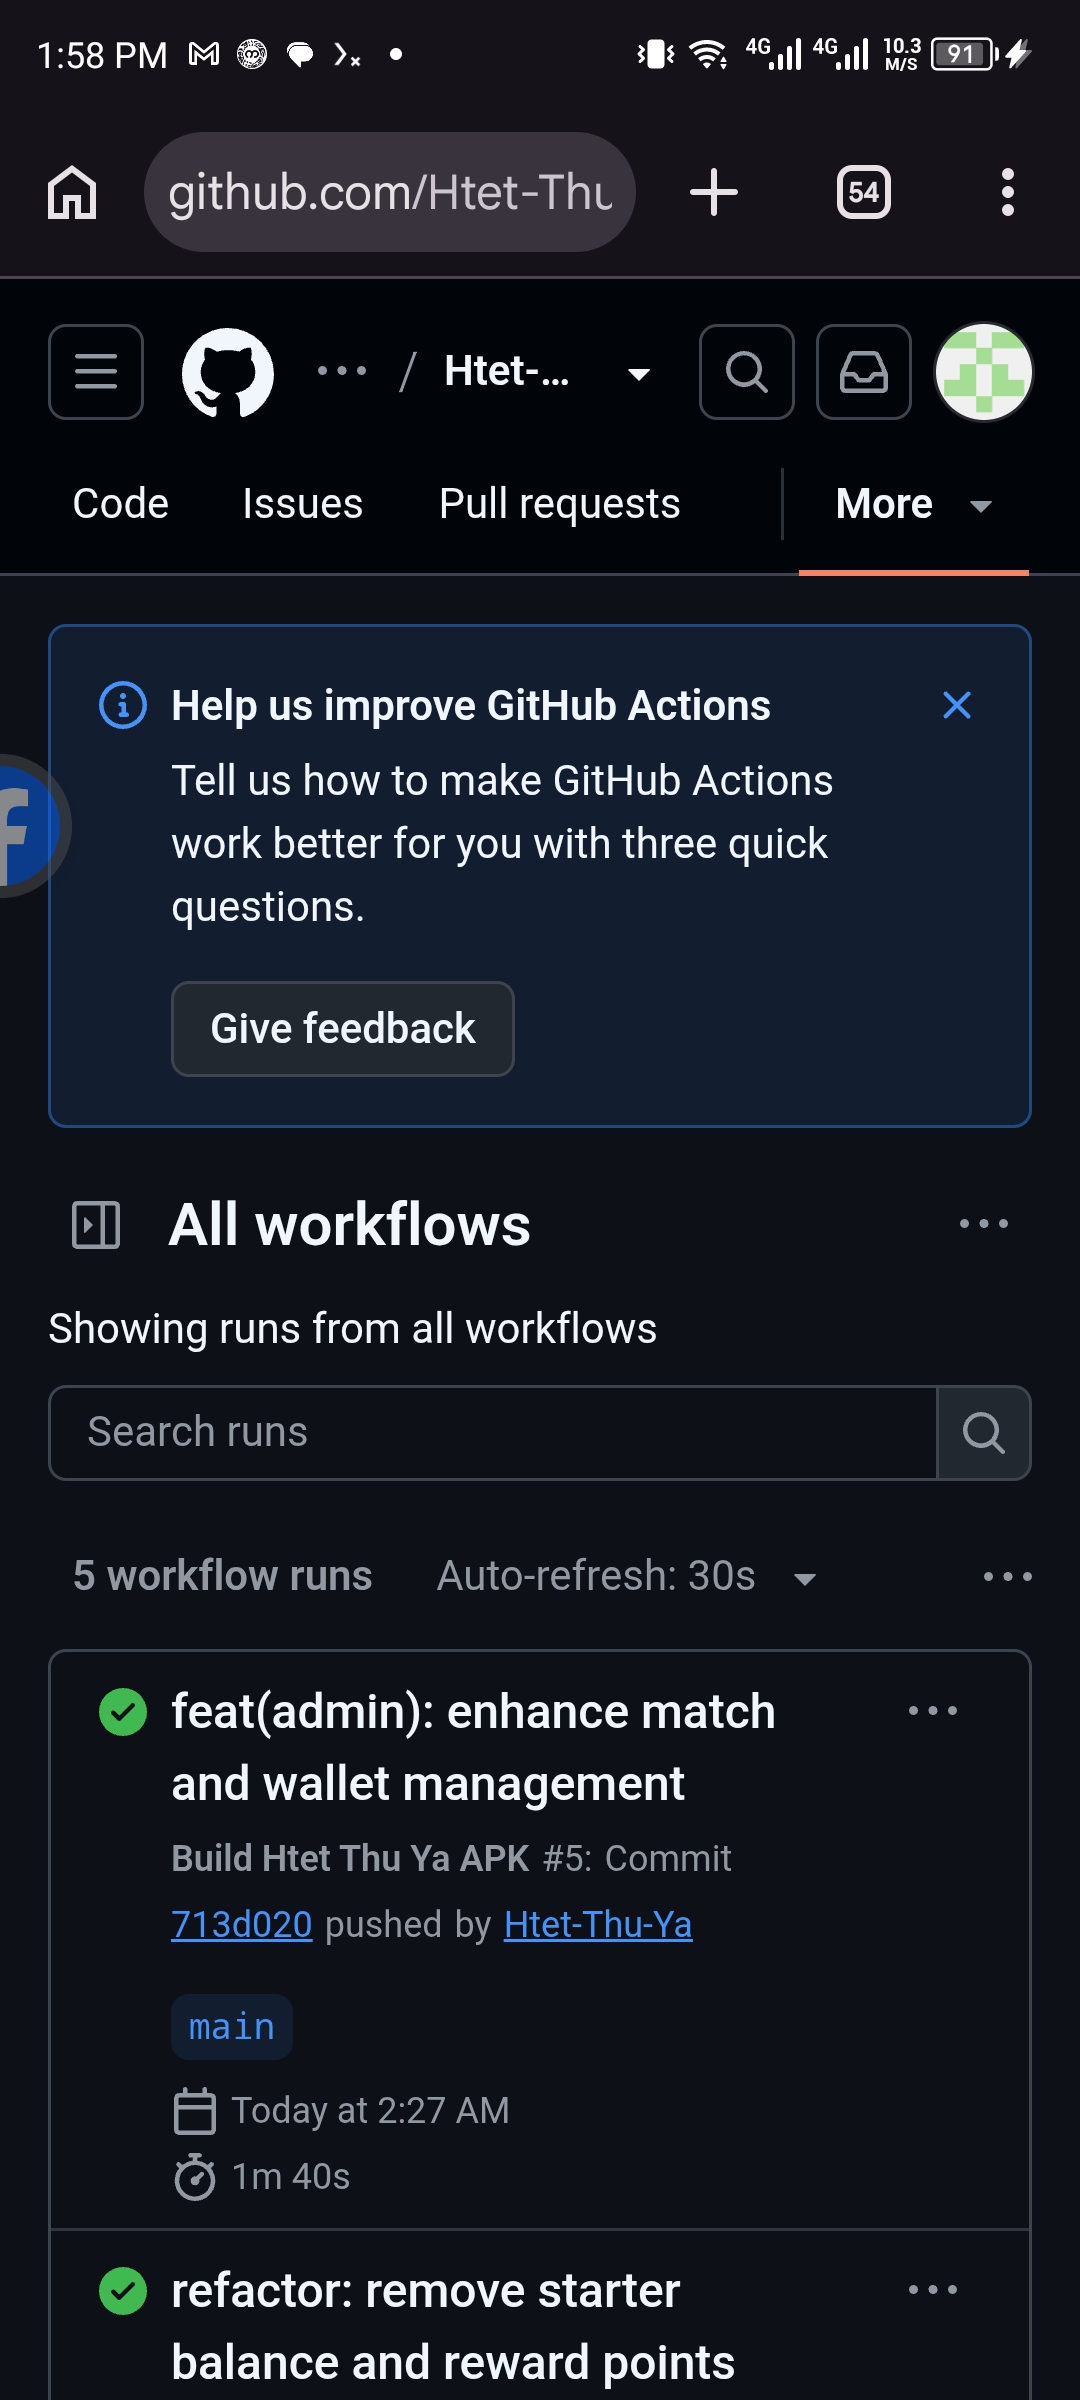 1:58 PM
4G 4G 10.3 M/S 91
github.com/Htet-Thu
54
/ Htet-...
Code Issues Pull requests More
Help us improve GitHub Actions
Tell us how to make GitHub Actions
work better for you with three quick
questions.
Give feedback
All workflows
Showing runs from all workflows
Search runs
5 workflow runs Auto-refresh: 30s
feat(admin): enhance match
and wallet management
Build Htet Thu Ya APK #5: Commit
713d020 pushed by Htet-Thu-Ya
main
Today at 2:27 AM
1m 40s
refactor: remove starter
balance and reward points